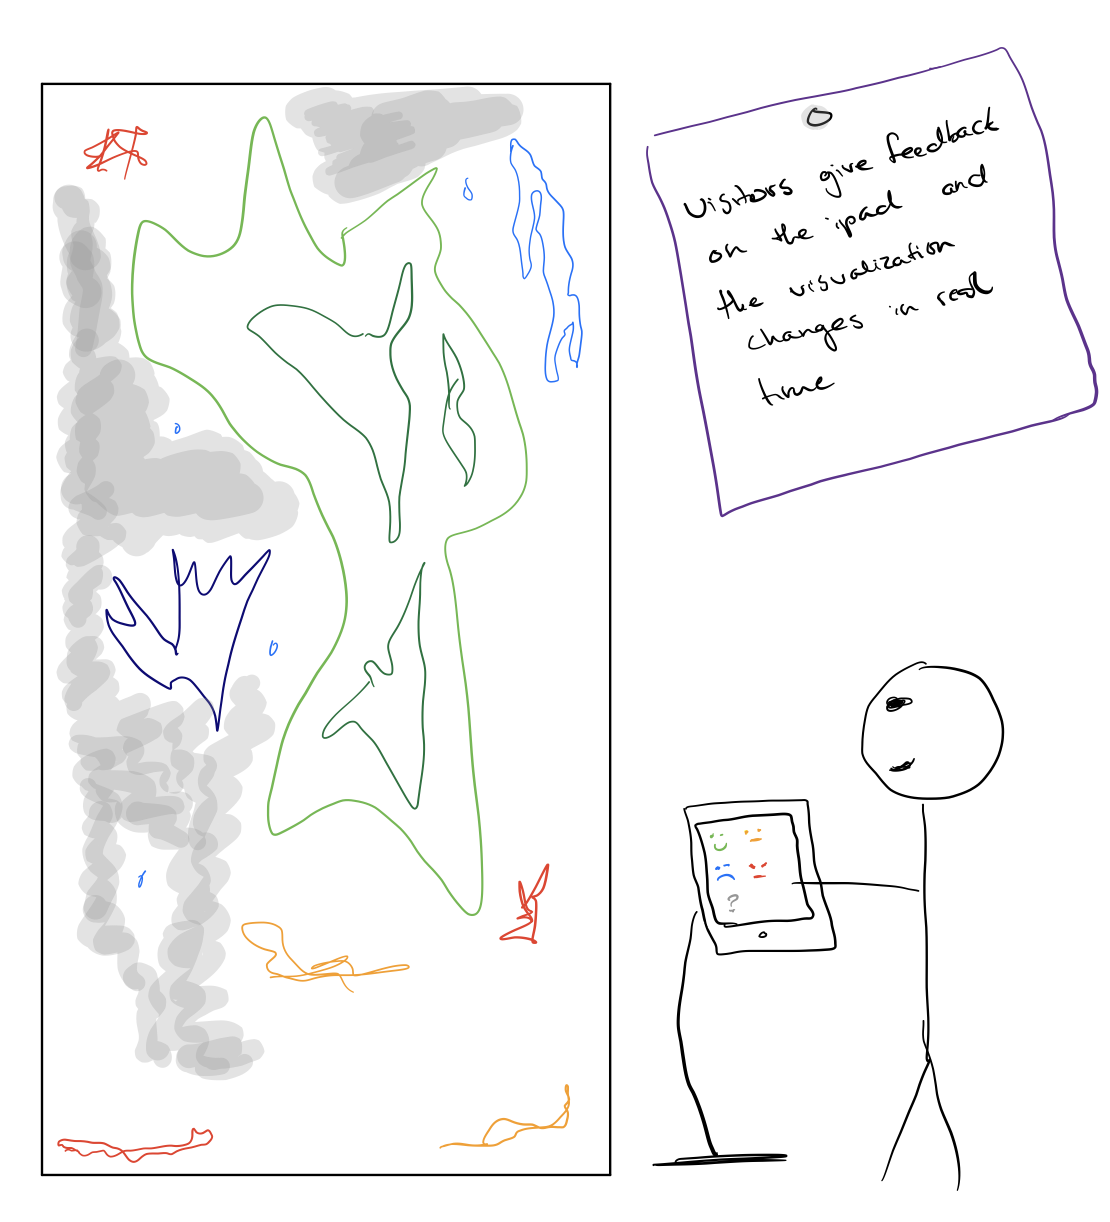 Visitors give feedback
on the ipad and
the visualization
changes in real
time
?